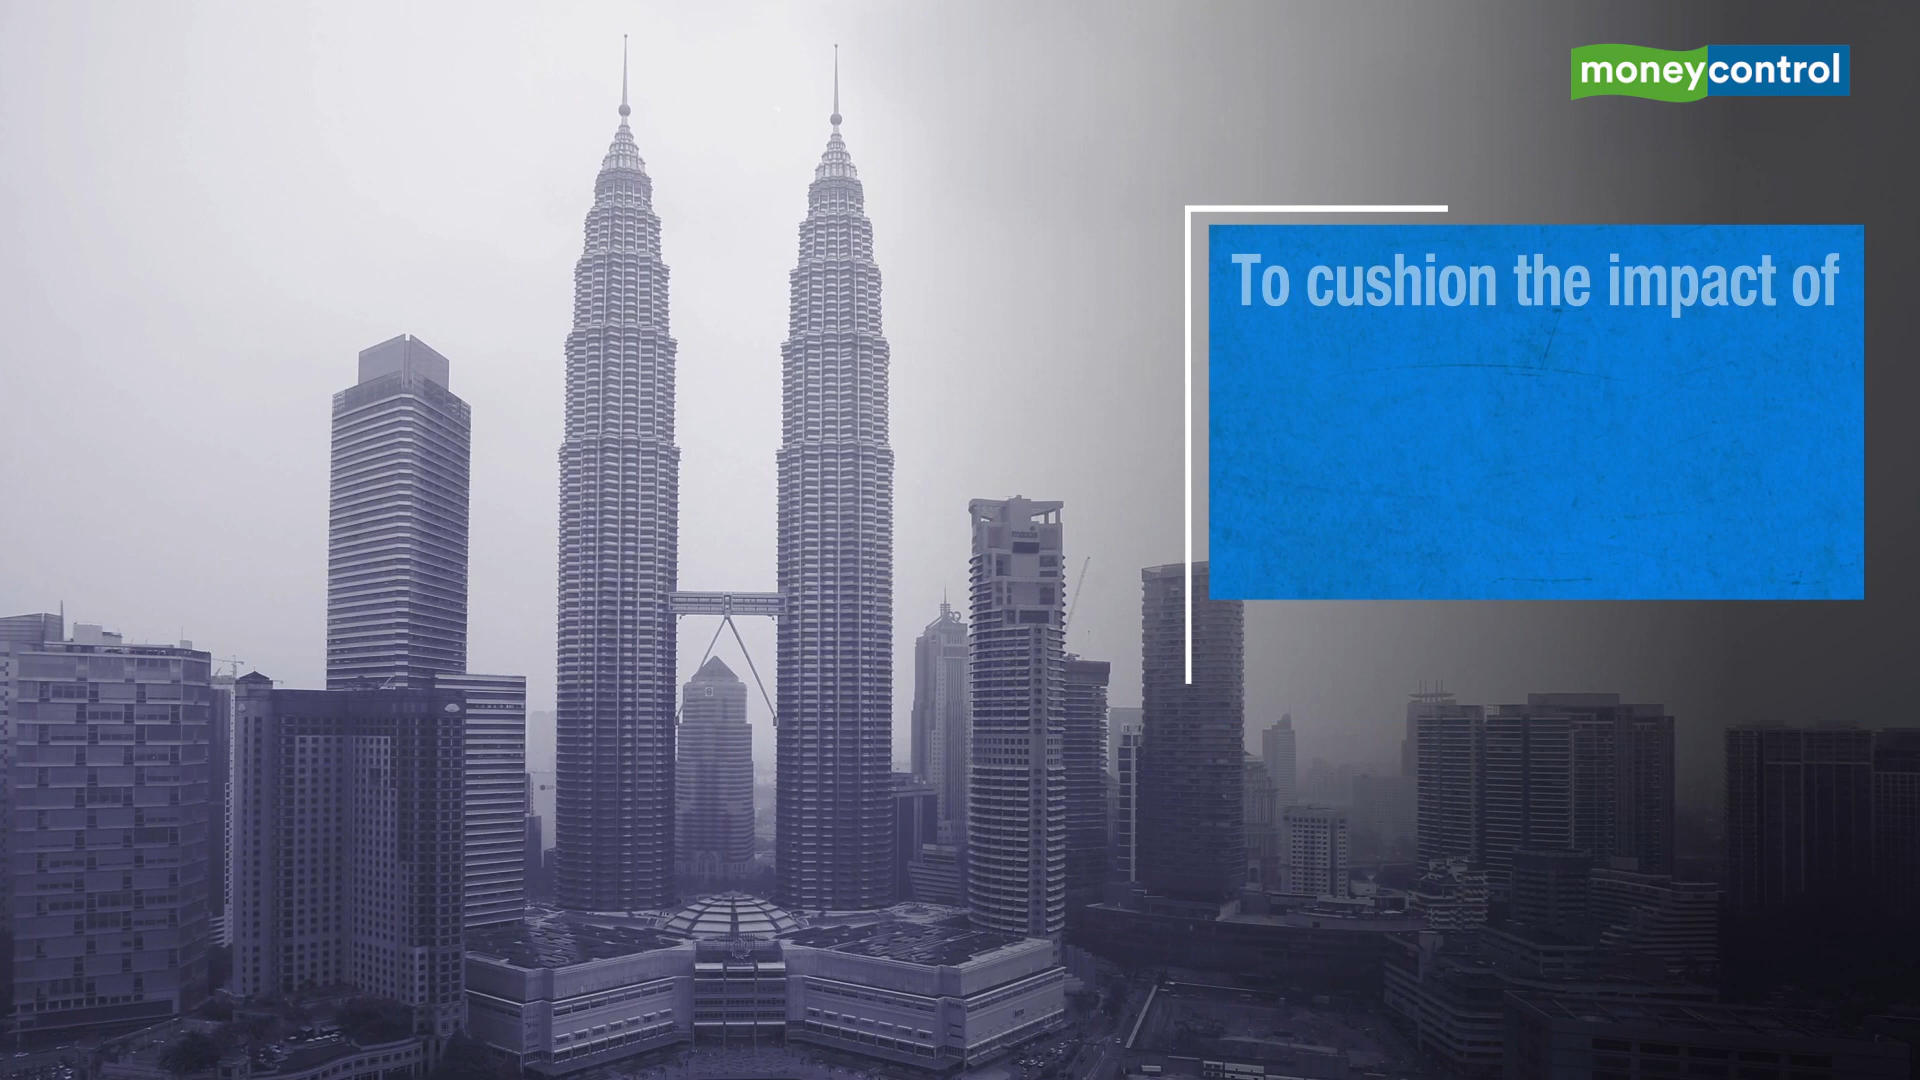 moneycontrol
To cushion the impact of